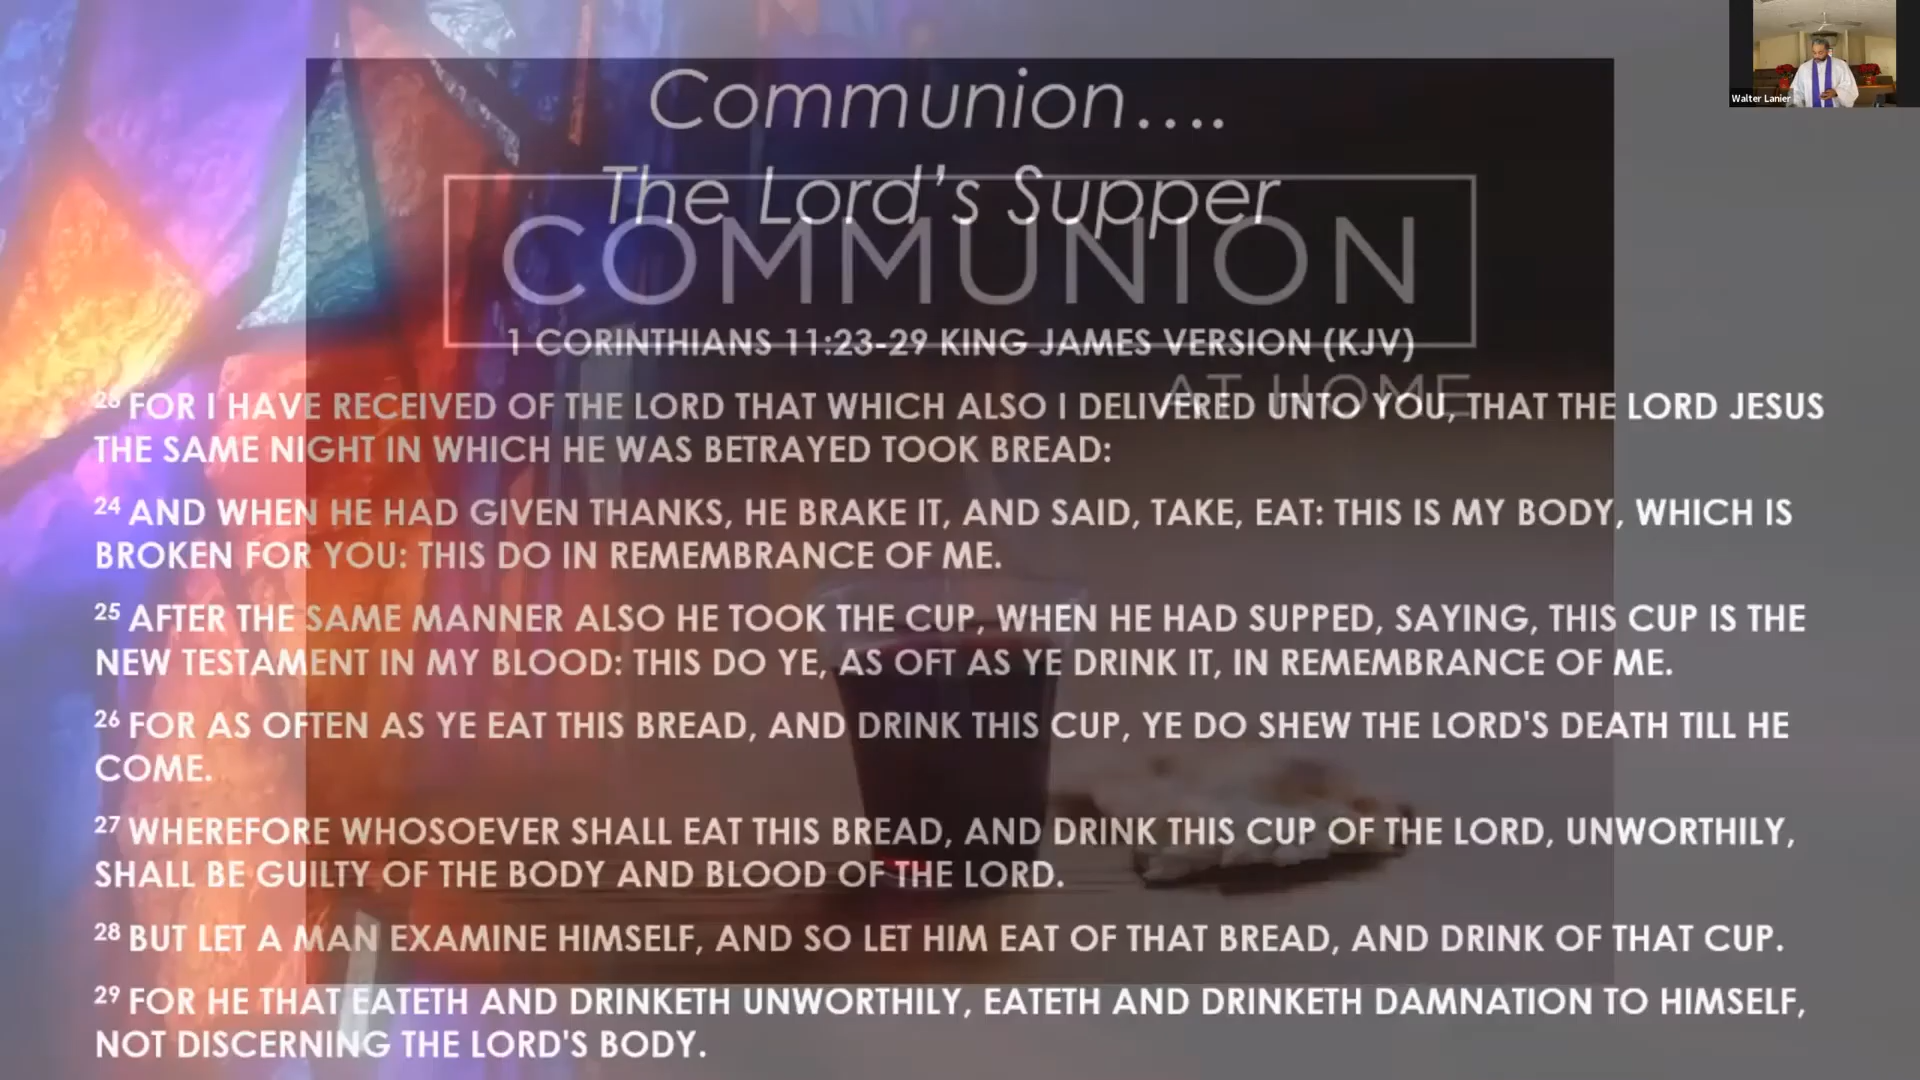 Walter Lanier
Communion....
The Lord's Supper
COMMUNION
1 CORINTHIANS 11:23-29 KING JAMES VERSION (KJV)
AT HOME
23 FOR I HAVE RECEIVED OF THE LORD THAT WHICH ALSO I DELIVERED UNTO YOU, THAT THE LORD JESUS
THE SAME NIGHT IN WHICH HE WAS BETRAYED TOOK BREAD:
24 AND WHEN HE HAD GIVEN THANKS, HE BRAKE IT, AND SAID, TAKE, EAT: THIS IS MY BODY, WHICH IS
BROKEN FOR YOU: THIS DO IN REMEMBRANCE OF ME.
25 AFTER THE SAME MANNER ALSO HE TOOK THE CUP, WHEN HE HAD SUPPED, SAYING, THIS CUP IS THE
NEW TESTAMENT IN MY BLOOD: THIS DO YE, AS OFT AS YE DRINK IT, IN REMEMBRANCE OF ME.
26 FOR AS OFTEN AS YE EAT THIS BREAD, AND DRINK THIS CUP, YE DO SHEW THE LORD'S DEATH TILL HE
COME.
27 WHEREFORE WHOSOEVER SHALL EAT THIS BREAD, AND DRINK THIS CUP OF THE LORD, UNWORTHILY,
SHALL BE GUILTY OF THE BODY AND BLOOD OF THE LORD.
28 BUT LET A MAN EXAMINE HIMSELF, AND SO LET HIM EAT OF THAT BREAD, AND DRINK OF THAT CUP.
29 FOR HE THAT EATETH AND DRINKETH UNWORTHILY, EATETH AND DRINKETH DAMNATION TO HIMSELF,
NOT DISCERNING THE LORD'S BODY.